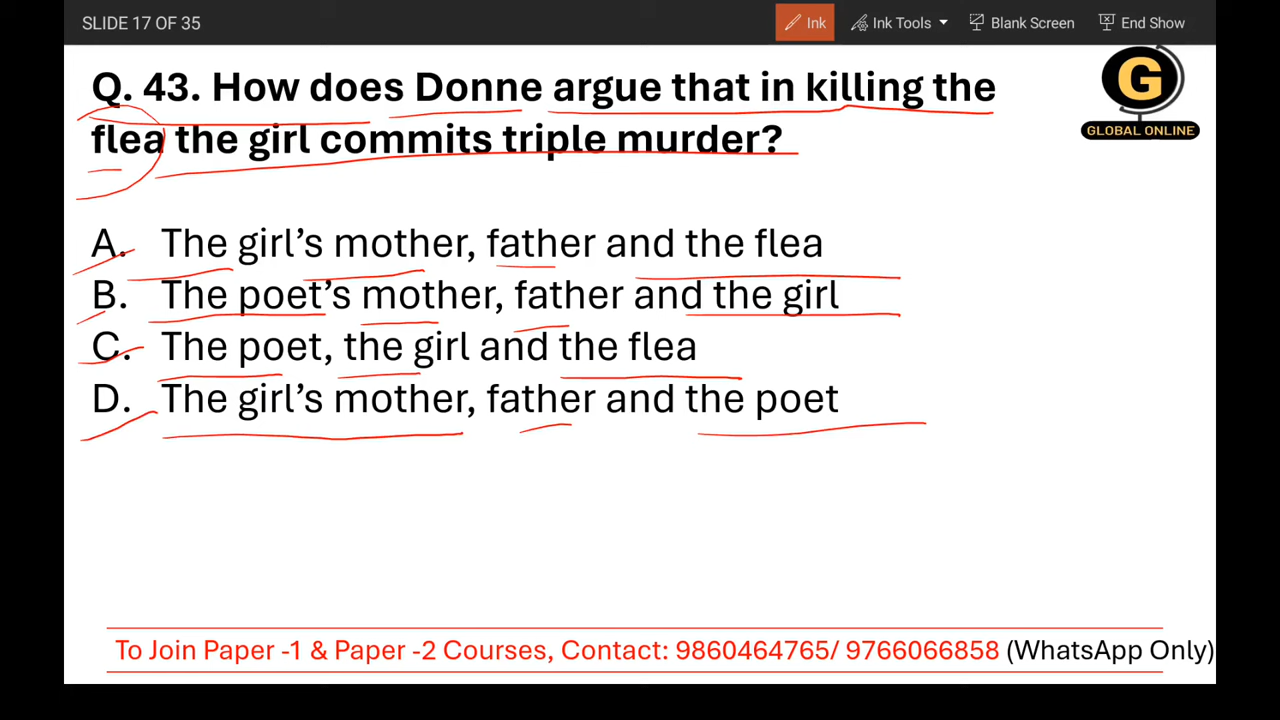 SLIDE 17 OF 35
Ink
Ink Tools
Blank Screen
End Show
Q. 43. How does Donne argue that in killing the
flea the girl commits triple murder?
G
GLOBAL ONLINE
A. The girl’s mother, father and the flea
B. The poet’s mother, father and the girl
C. The poet, the girl and the flea
D. The girl’s mother, father and the poet
To Join Paper -1 & Paper -2 Courses, Contact: 9860464765/ 9766066858 (WhatsApp Only)